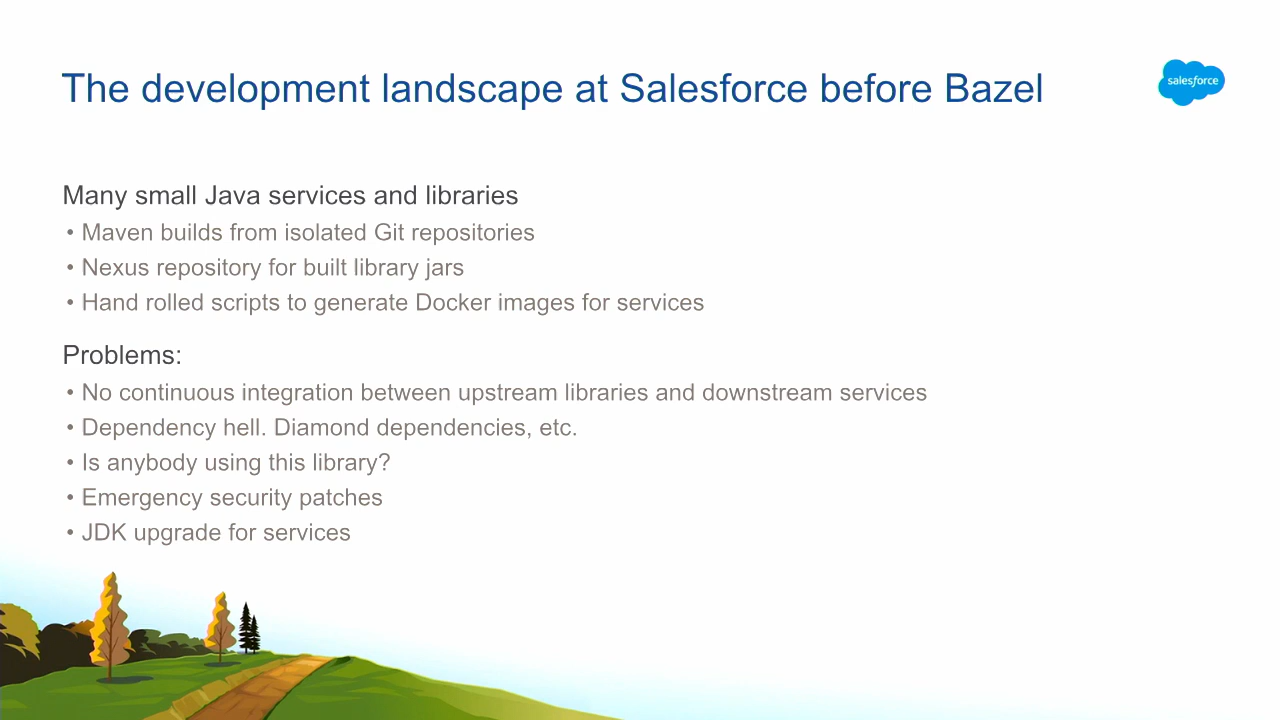 The development landscape at Salesforce before Bazel
salesforce
Many small Java services and libraries
• Maven builds from isolated Git repositories
• Nexus repository for built library jars
• Hand rolled scripts to generate Docker images for services
Problems:
• No continuous integration between upstream libraries and downstream services
• Dependency hell. Diamond dependencies, etc.
• Is anybody using this library?
• Emergency security patches
• JDK upgrade for services